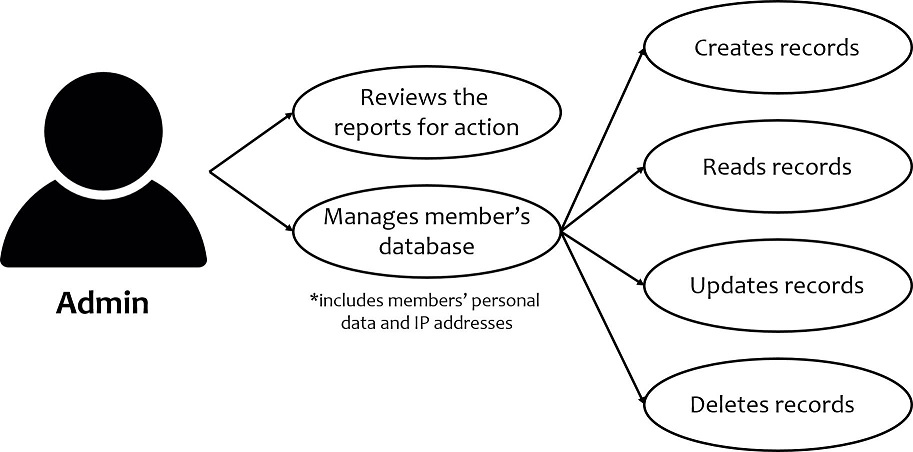 Admin
Reviews the
reports for action
Manages member’s
database
*includes members’ personal
data and IP addresses
Creates records
Reads records
Updates records
Deletes records